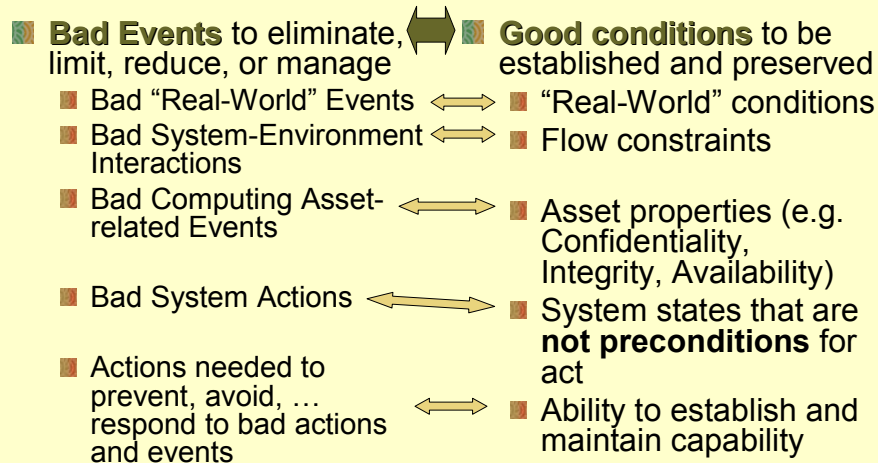 Bad Events to eliminate,
limit, reduce, or manage
Bad “Real-World” Events
Bad System-Environment
Interactions
Bad Computing Asset-
related Events
Bad System Actions
Actions needed to
prevent, avoid, …
respond to bad actions
and events
Good conditions to be
established and preserved
“Real-World” conditions
Flow constraints
Asset properties (e.g.
Confidentiality,
Integrity, Availability)
System states that are
not preconditions for
act
Ability to establish and
maintain capability